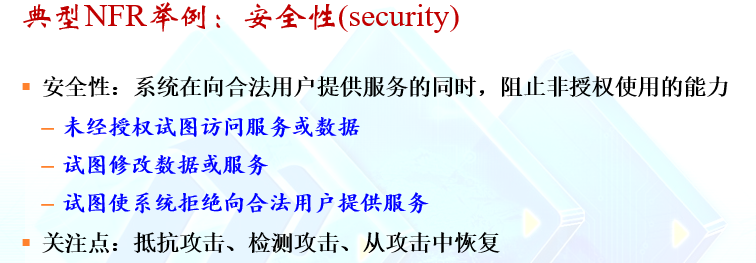 典型NFR举例：安全性(security)
安全性：系统在向合法用户提供服务的同时，阻止非授权使用的能力
– 未经授权试图访问服务或数据
– 试图修改数据或服务
– 试图使系统拒绝向合法用户提供服务
关注点：抵抗攻击、检测攻击、从攻击中恢复